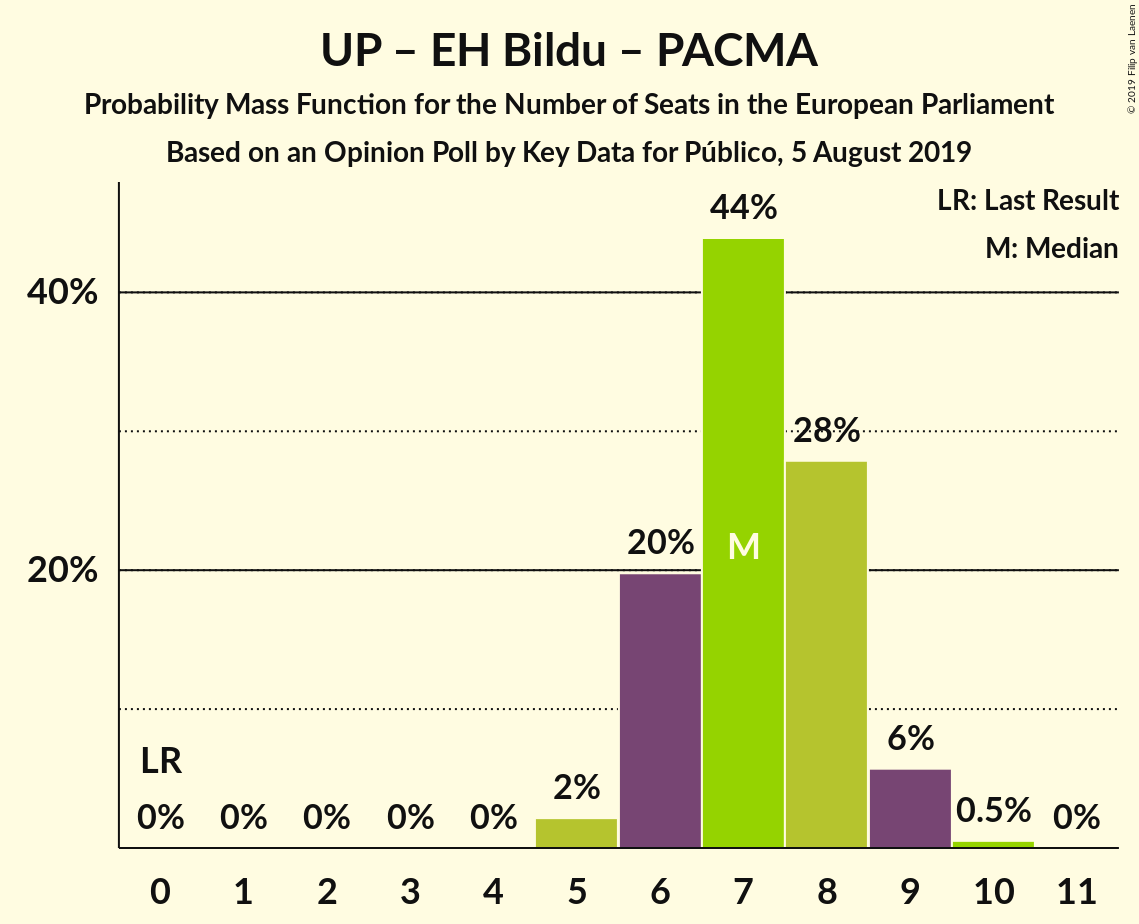 UP – EH Bildu – PACMA
Probability Mass Function for the Number of Seats in the European Parliament
Based on an Opinion Poll by Key Data for Público, 5 August 2019
© 2019 Filip van Laenen
LR: Last Result
M: Median
44%
40%
28%
20%
M
20%
LR
6%
2%
0.5%
0% 0% 0% 0% 0% 0%
0 1 2 3 4 5 6 7 8 9 10 11